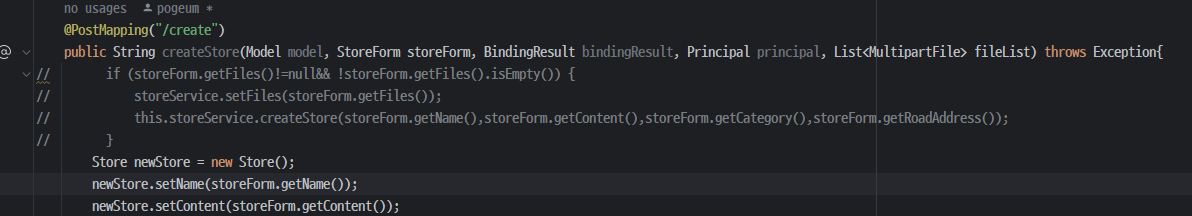 no usages   pogeum *
@PostMapping("/create")
public String createStore(Model model, StoreForm storeForm, BindingResult bindingResult, Principal principal, List<MultipartFile> fileList) throws Exception{
//        if (storeForm.getFiles()!=null&& !storeForm.getFiles().isEmpty()) {
//            storeService.setFiles(storeForm.getFiles());
//            this.storeService.createStore(storeForm.getName(),storeForm.getContent(),storeForm.getCategory(),storeForm.getRoadAddress());
//        }
Store newStore = new Store();
newStore.setName(storeForm.getName());
newStore.setContent(storeForm.getContent());